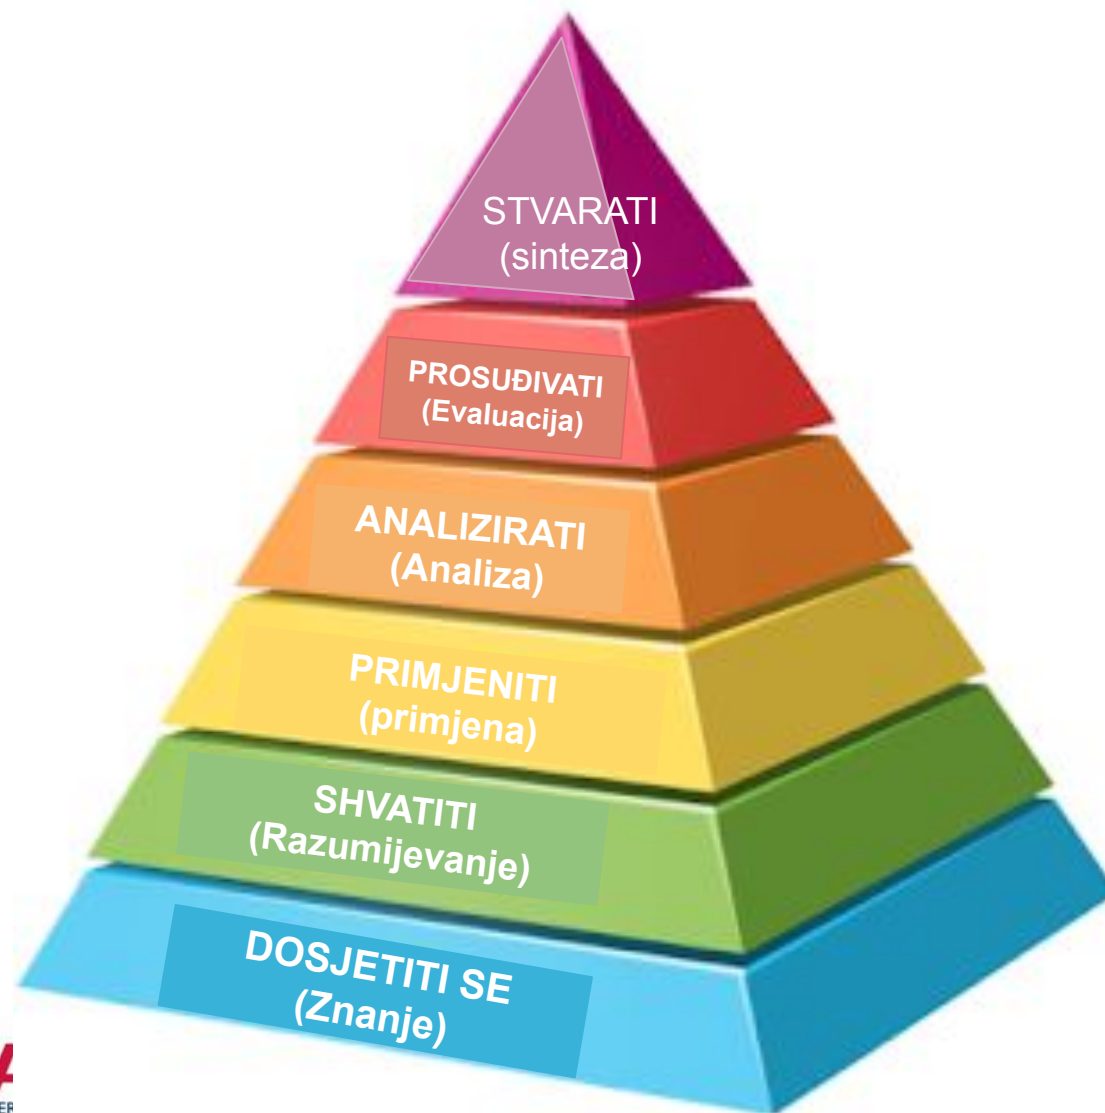 STVARATI
(sinteza)
PROSUĐIVATI
(Evaluacija)
ANALIZIRATI
(Analiza)
PRIMJENITI
(primjena)
SHVATITI
(Razumijevanje)
DOSJETITI SE
(Znanje)